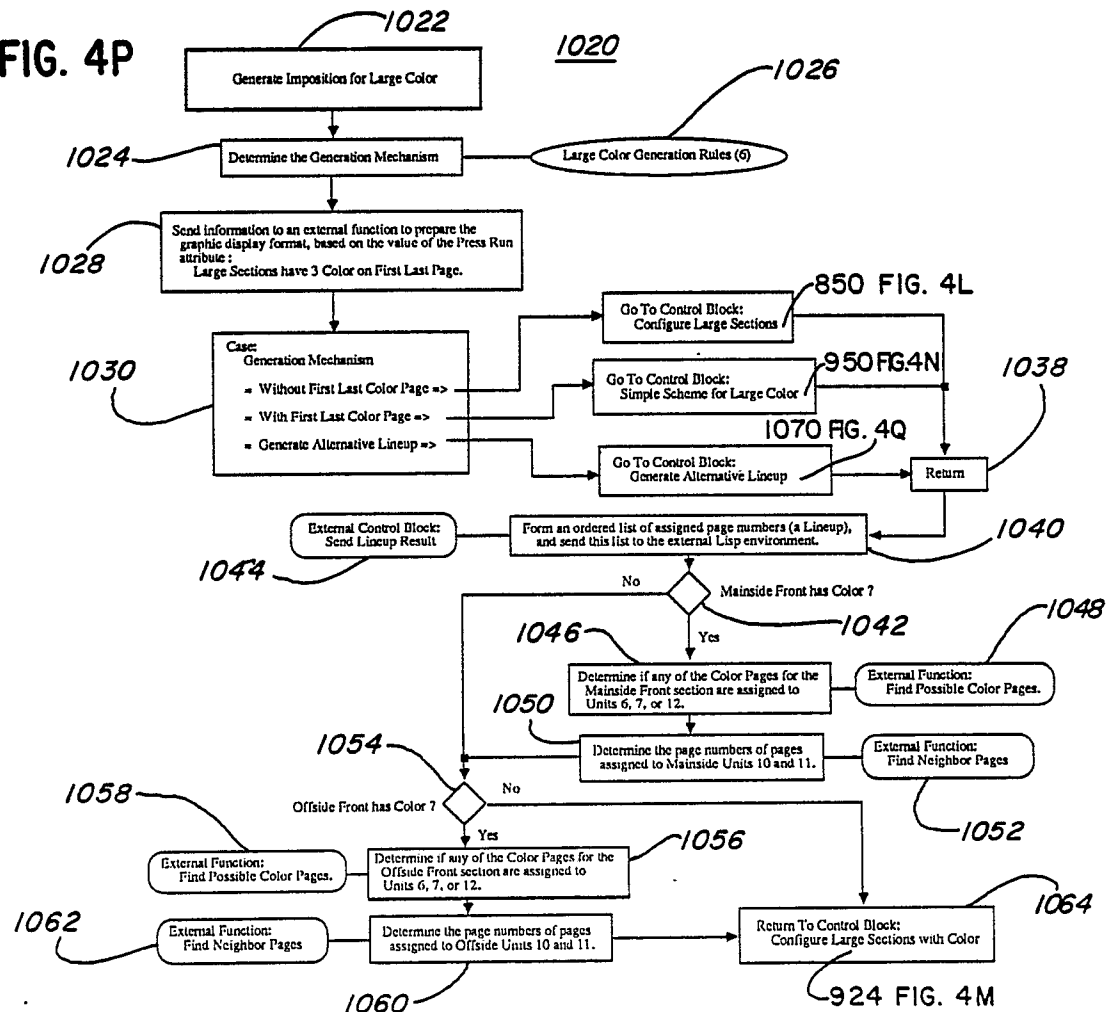 FIG. 4P
1022
1020
Generate Imposition for Large Color
1026
1024
Determine the Generation Mechanism
Large Color Generation Rules (6)
Send information to an external function to prepare the
graphic display format, based on the value of the Press Run
attribute :
Large Sections have 3 Color on First Last Page.
1028
850 FIG. 4L
Go To Control Block:
Configure Large Sections
Case:
Generation Mechanism
= Without First Last Color Page =>
= With First Last Color Page =>
= Generate Alternative Lineup =>
1030
950 FIG.4N
Go To Control Block:
Simple Scheme for Large Color
1038
1070 FIG. 4Q
Go To Control Block:
Generate Alternative Lineup
Return
External Control Block:
Send Lineup Result
Form an ordered list of assigned page numbers (a Lineup),
and send this list to the external Lisp environment.
1040
1044
No
Mainside Front has Color ?
1042
Yes
1046
1048
Determine if any of the Color Pages for the
Mainside Front section are assigned to
Units 6, 7, or 12.
External Function:
Find Possible Color Pages.
1050
Determine the page numbers of pages
assigned to Mainside Units 10 and 11.
External Function:
Find Neighbor Pages
1052
1054
Offside Front has Color ?
No
Yes
1058
1056
External Function:
Find Possible Color Pages.
Determine if any of the Color Pages for the
Offside Front section are assigned to
Units 6, 7, or 12.
1062
External Function:
Find Neighbor Pages
Determine the page numbers of pages
assigned to Offside Units 10 and 11.
1060
1064
Return To Control Block:
Configure Large Sections with Color
924 FIG. 4M